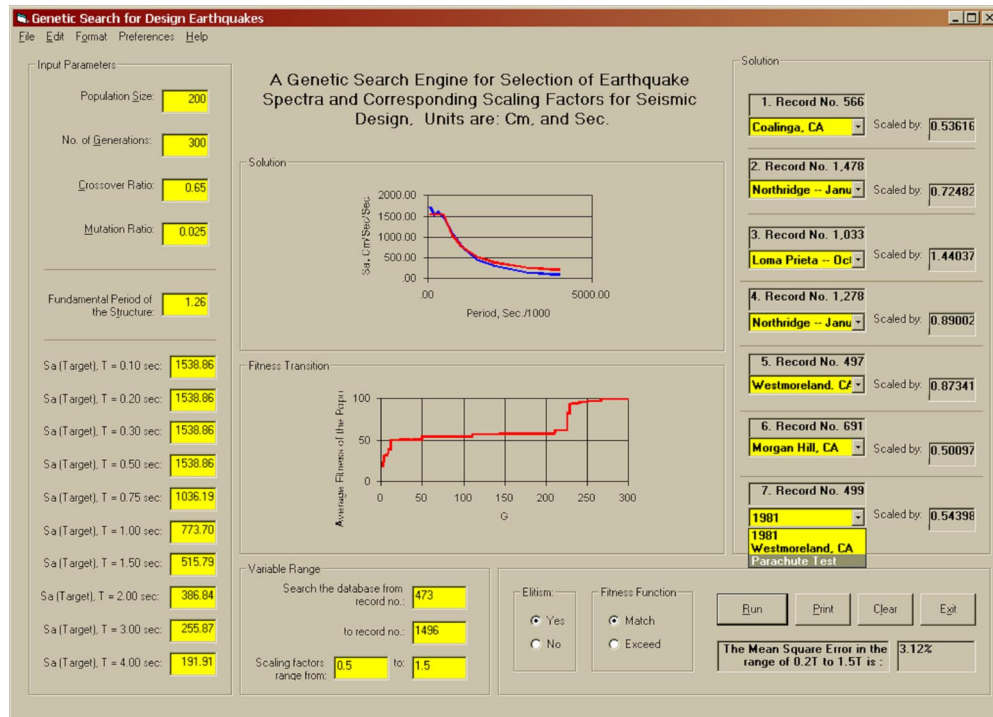 Genetic Search for Design Earthquakes
File Edit Format Preferences Help
Input Parameters
Population Size: 200
No. of Generations: 300
Crossover Ratio: 0.65
Mutation Ratio: 0.025
Fundamental Period of
the Structure: 1.26
Sa (Target), T = 0.10 sec: 1538.86
Sa (Target), T = 0.20 sec: 1538.86
Sa (Target), T = 0.30 sec: 1538.86
Sa (Target), T = 0.50 sec: 1538.86
Sa (Target), T = 0.75 sec: 1036.19
Sa (Target), T = 1.00 sec: 773.70
Sa (Target), T = 1.50 sec: 515.79
Sa (Target), T = 2.00 sec: 386.84
Sa (Target), T = 3.00 sec: 255.87
Sa (Target), T = 4.00 sec: 191.91
A Genetic Search Engine for Selection of Earthquake
Spectra and Corresponding Scaling Factors for Seismic
Design, Units are: Cm, and Sec.
Solution
Sa, Cm/Sec/Sec
2000.00
1500.00
1000.00
500.00
.00
.00 5000.00
Period, Sec./1000
Fitness Transition
Average Fitness of the Popu
100
50
0
0 50 100 150 200 250 300
G
Variable Range
Search the database from
record no.: 473
to record no.: 1496
Scaling factors
range from: 0.5 to: 1.5
Elitism:
Yes
No
Fitness Function
Match
Exceed
Solution
1. Record No. 566
Coalinga, CA Scaled by: 0.53616
2. Record No. 1,478
Northridge -- Janu Scaled by: 0.72482
3. Record No. 1,033
Loma Prieta -- Oct Scaled by: 1.44037
4. Record No. 1,278
Northridge -- Janu Scaled by: 0.89002
5. Record No. 497
Westmoreland. CA Scaled by: 0.87341
6. Record No. 691
Morgan Hill, CA Scaled by: 0.50097
7. Record No. 499
1981 Scaled by: 0.54398
1981
Westmoreland, CA
Parachute Test
Run Print Clear Exit
The Mean Square Error in the
range of 0.2T to 1.5T is : 3.12%